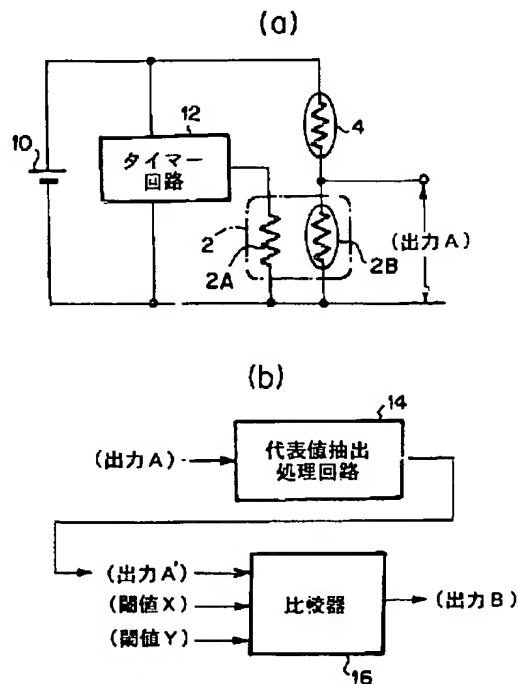 (a)
12
10
タイマー
回路
4
2
2A
2B
(出力A)
(b)
14
(出力A)
代表値抽出
処理回路
(出力A')
(閾値X)
(閾値Y)
比較器
(出力B)
16